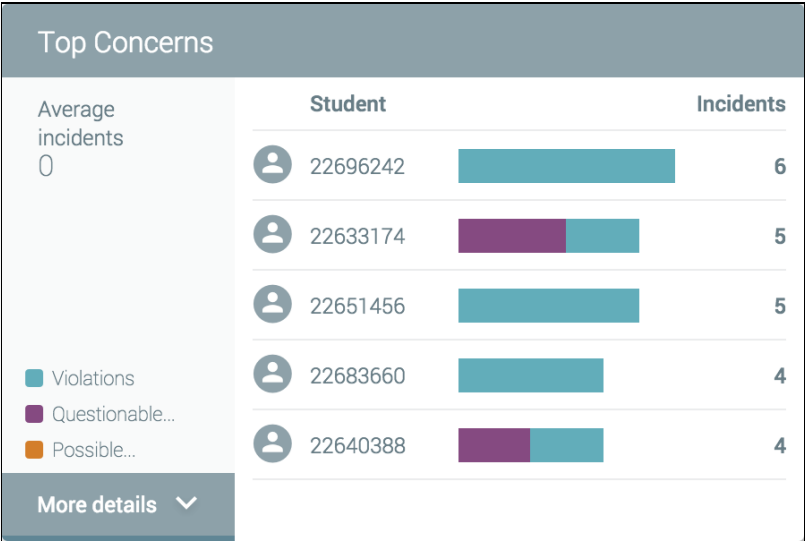 Top Concerns
Average
incidents
0
Violations
Questionable...
Possible...
More details
Student Incidents
22696242 6
22633174 5
22651456 5
22683660 4
22640388 4